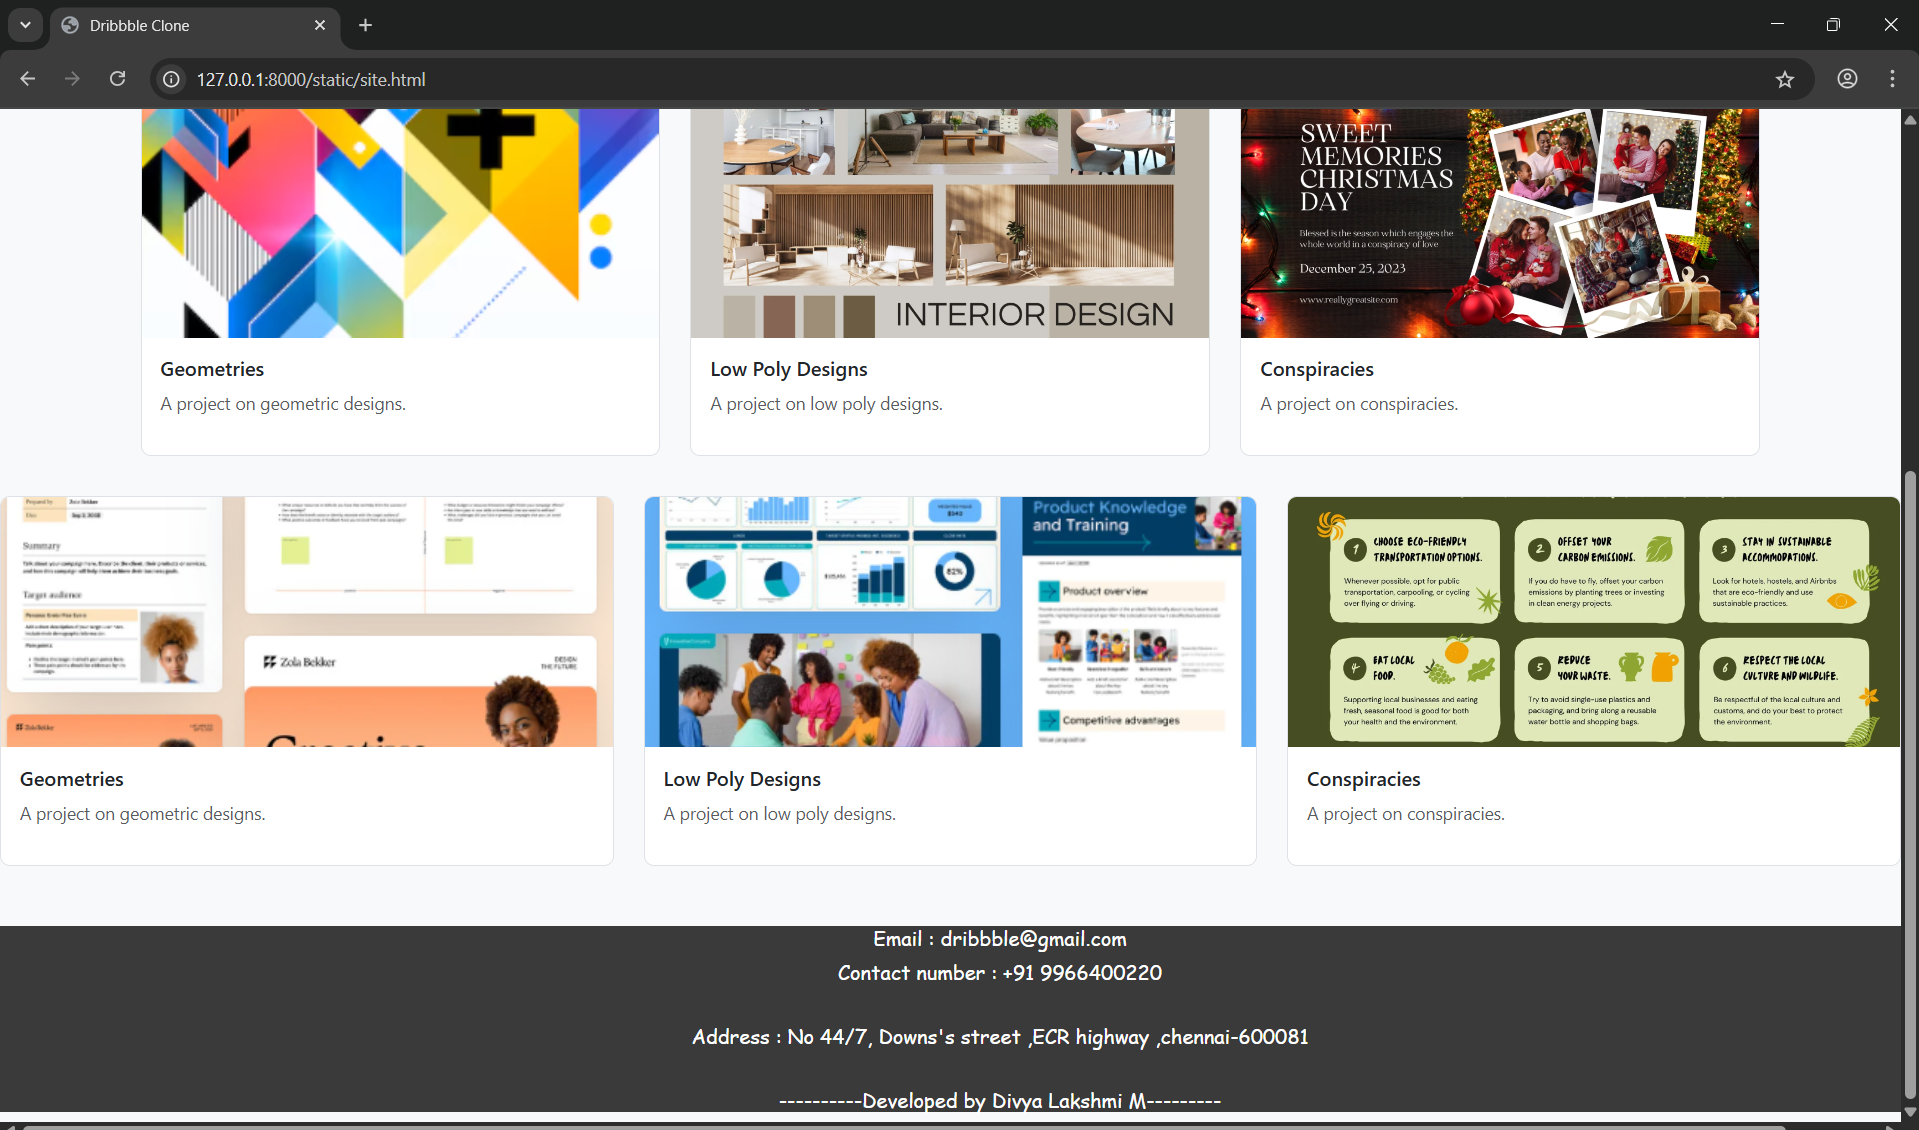 Dribbble Clone
127.0.0.1:8000/static/site.html
INTERIOR DESIGN
SWEET
MEMORIES
CHRISTMAS
DAY
Blessed is the season which engages the
whole world in a conspiracy of love
December 25, 2023
www.reallygreatsite.com
Geometries
A project on geometric designs.
Low Poly Designs
A project on low poly designs.
Conspiracies
A project on conspiracies.
Summary
Target audience
Zola Bekker
DESIGN
THE FUTURE
Zola Bekker
Product Knowledge
and Training
82%
Product overview
Competitive advantages
1 CHOOSE ECO-FRIENDLY
TRANSPORTATION OPTIONS.
Whenever possible, opt for public
transportation, carpooling, or cycling
over flying or driving.
2 OFFSET YOUR
CARBON EMISSIONS.
If you do have to fly, offset your carbon
emissions by planting trees or investing
in clean energy projects.
3 STAY IN SUSTAINABLE
ACCOMMODATIONS.
Look for hotels, hostels, and Airbnbs
that are eco-friendly and use
sustainable practices.
4 EAT LOCAL
FOOD.
Supporting local businesses and eating
fresh, seasonal food is good for both
your health and the environment.
5 REDUCE
YOUR WASTE.
Try to avoid single-use plastics and
packaging, and bring along a reusable
water bottle and shopping bags.
6 RESPECT THE LOCAL
CULTURE AND WILDLIFE.
Be respectful of the local culture and
customs, and do your best to protect
the environment.
Geometries
A project on geometric designs.
Low Poly Designs
A project on low poly designs.
Conspiracies
A project on conspiracies.
Email : dribbble@gmail.com
Contact number : +91 9966400220
Address : No 44/7, Downs's street ,ECR highway ,chennai-600081
----------Developed by Divya Lakshmi M---------